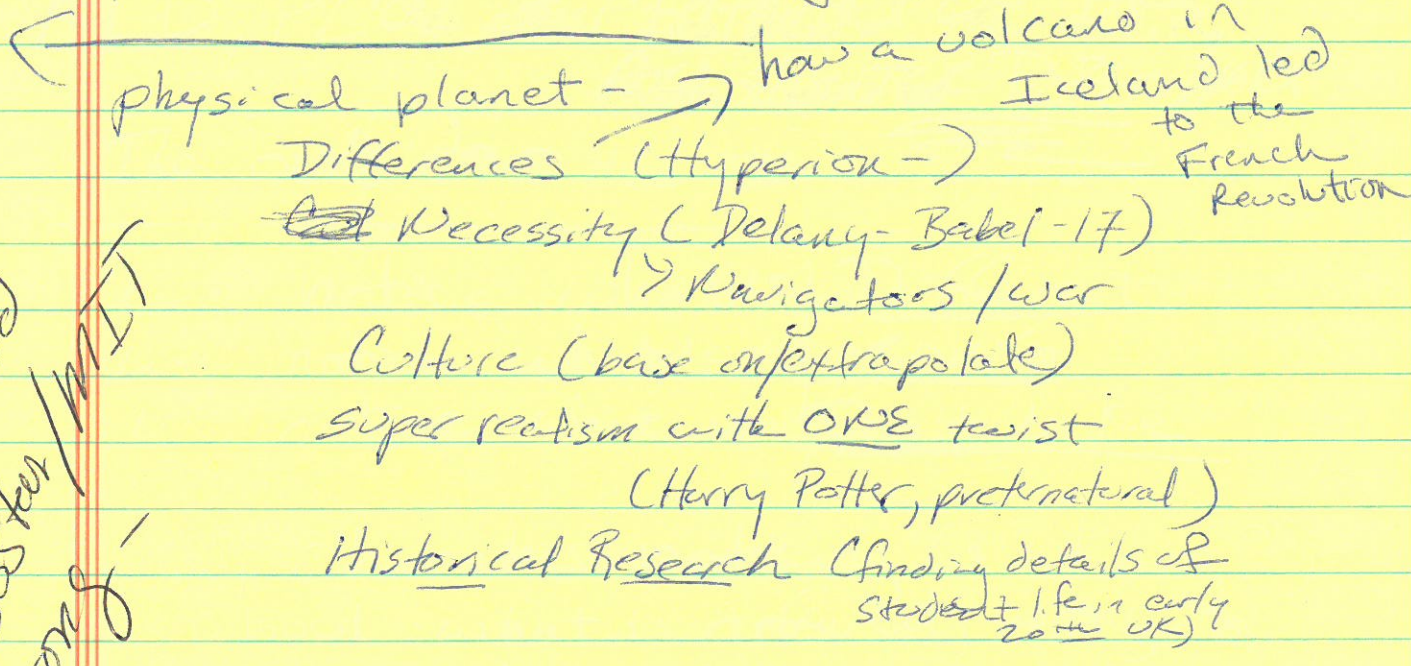 how a volcano in
Iceland led
to the
French
Revolution
physical planet -
Differences (Hyperion-)
Necessity (Delany - Babel-17)
Navigators / war
Culture (base on/extrapolate)
super realism with ONE twist
(Harry Potter, preternatural)
Historical Research (finding details of
student life in early
20th UK)
/MIT